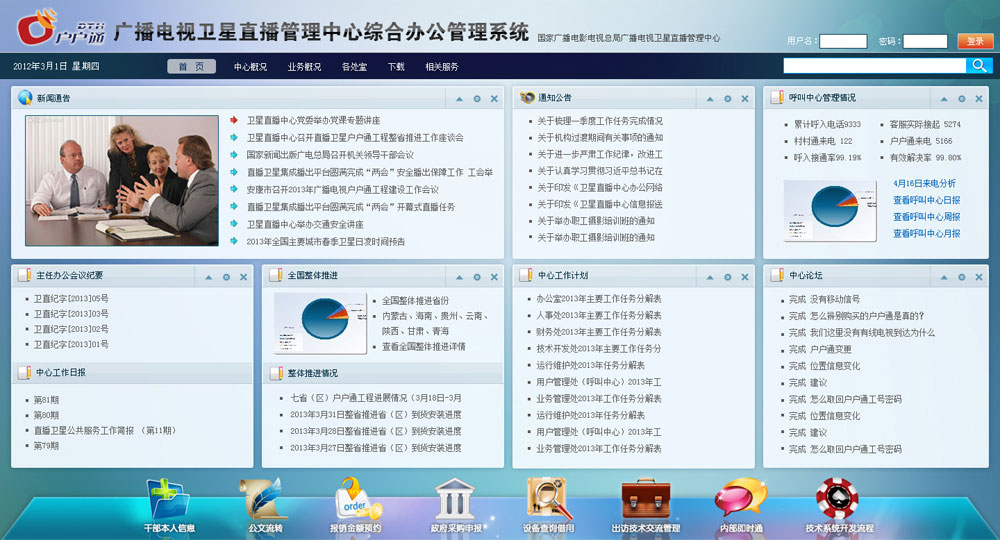 DTH
户户通
广播电视卫星直播管理中心综合办公管理系统
国家广播电影电视总局广播电视卫星直播管理中心
用户名：
密码：
登录
2012年3月1日 星期四
首 页
中心概况
业务概况
各处室
下载
相关服务
新闻通告
卫星直播中心党委举办党课专题讲座
卫星直播中心召开直播卫星户户通工程整省推进工作座谈会
国家新闻出版广电总局召开机关领导干部会议
直播卫星集成播出平台圆满完成“两会”安全播出保障工作 工会举
安康市召开2013年广播电视户户通工程建设工作会议
直播卫星集成播出平台圆满完成“两会”开幕式直播任务
卫星直播中心举办交通安全讲座
2013年全国主要城市春季卫星日凌时间预告
通知公告
关于梳理一季度工作任务完成情况
关于机构过渡期间有关事项的通知
关于进一步严肃工作纪律，改进工
关于认真学习贯彻习近平总书记在
关于印发《卫星直播中心办公网络
关于印发《卫星直播中心信息报送
关于举办职工摄影培训班的通知
关于举办职工摄影培训班的通知
呼叫中心管理情况
累计呼入电话9333
客服实际接起 5274
村村通来电 122
户户通来电 5166
呼入接通率99.19%
有效解决率 99.80%
4月16日来电分析
查看呼叫中心日报
查看呼叫中心周报
查看呼叫中心月报
主任办公会议纪要
卫直纪字[2013]05号
卫直纪字[2013]03号
卫直纪字[2013]02号
卫直纪字[2013]01号
中心工作日报
第81期
第80期
直播卫星公共服务工作简报 （第11期）
第79期
全国整体推进
全国整体推进省份
内蒙古、海南、贵州、云南、
陕西、甘肃、青海
查看全国整体推进详情
整体推进情况
七省（区）户户通工程进展情况（3月18日-3月
2013年3月31日整省推进省（区）到货安装进度
2013年3月28日整省推进省（区）到货安装进度
2013年3月27日整省推进省（区）到货安装进度
中心工作计划
办公室2013年主要工作任务分解表
人事处2013年主要工作任务分解表
财务处2013年主要工作任务分解表
技术开发处2013年主要工作任务分
运行维护处2013年任务分解表
用户管理处（呼叫中心）2013年工
业务管理处2013年工作任务分解表
运行维护处2013年任务分解表
用户管理处（呼叫中心）2013年工
业务管理处2013年工作任务分解表
中心论坛
完成 没有移动信号
完成 怎么辨别购买的户户通是真的？
完成 我们这里没有有线电视到达为什么
完成 户户通变更
完成 位置信息变化
完成 建议
完成 怎么取回户户通工号密码
完成 位置信息变化
完成 建议
完成 怎么取回户户通工号密码
order
干部本人信息
公文流转
报销金额预约
政府采购申报
设备查询借用
出访技术交流管理
内部即时通
技术系统开发流程